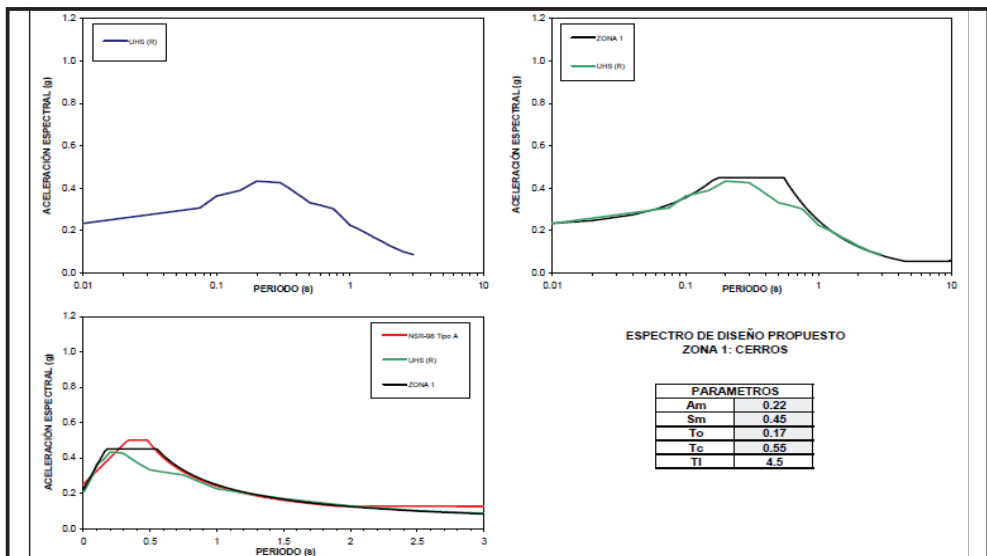 ACELERACIÓN ESPECTRAL (g)
1.2
1.0
0.8
0.6
0.4
0.2
0.0
UHS (R)
0.01
0.1
1
10
PERIODO (s)
ACELERACIÓN ESPECTRAL (g)
1.2
1.0
0.8
0.6
0.4
0.2
0.0
ZONA 1
UHS (R)
0.01
0.1
1
10
PERIODO (s)
ACELERACIÓN ESPECTRAL (g)
1.2
1.0
0.8
0.6
0.4
0.2
0.0
NSR-98 Tipo A
UHS (R)
ZONA 1
0
0.5
1
1.5
2
2.5
3
PERIODO (s)
ESPECTRO DE DISEÑO PROPUESTO
ZONA 1: CERROS
PARAMETROS
Am 0.22
Sm 0.45
To 0.17
Tc 0.55
Tl 4.5